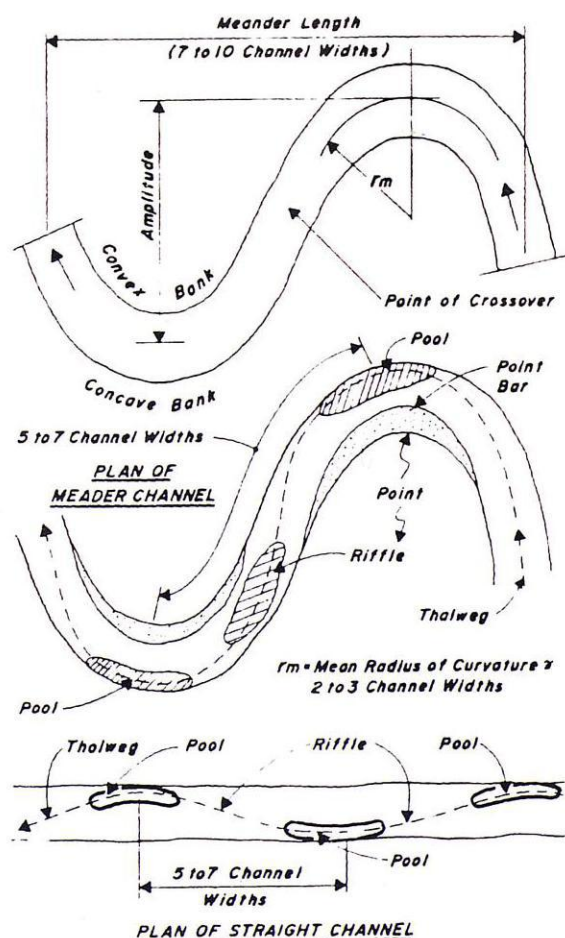 Meander Length
(7 to 10 Channel Widths)
Amplitude
rm
Convex Bank
Point of Crossover
Concave Bank
Pool
Point
Bar
5 to 7 Channel Widths
PLAN OF
MEADER CHANNEL
Point
Riffle
Thalweg
rm = Mean Radius of Curvature ɤ
2 to 3 Channel Widths
Pool
Thalweg
Pool
Riffle
Pool
Pool
5 to 7 Channel
Widths
PLAN OF STRAIGHT CHANNEL